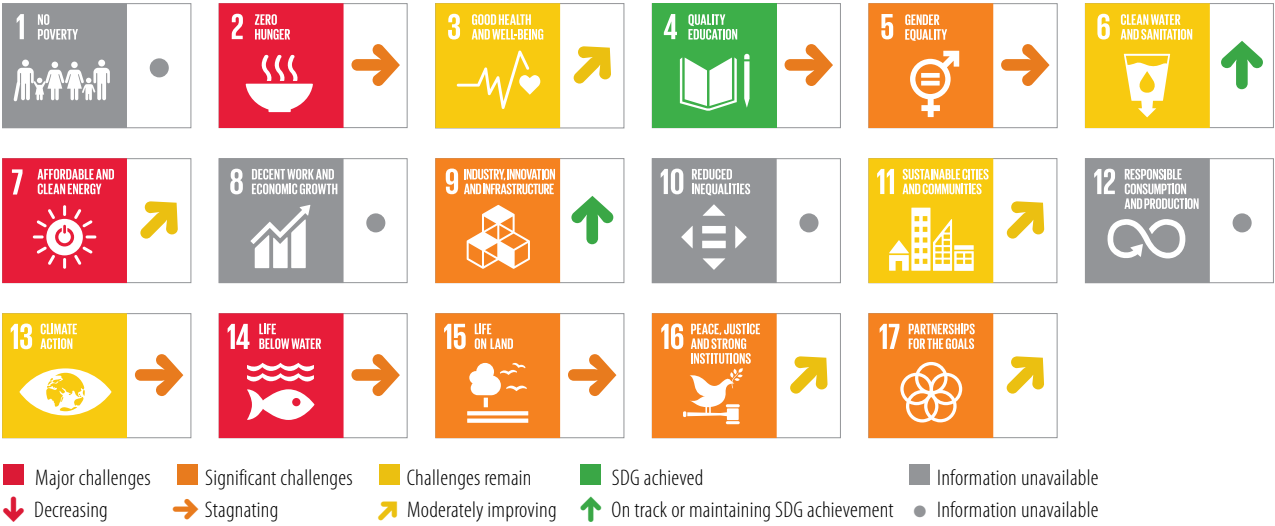 1 NO
POVERTY
2 ZERO
HUNGER
3 GOOD HEALTH
AND WELL-BEING
4 QUALITY
EDUCATION
5 GENDER
EQUALITY
6 CLEAN WATER
AND SANITATION
7 AFFORDABLE AND
CLEAN ENERGY
8 DECENT WORK AND
ECONOMIC GROWTH
9 INDUSTRY, INNOVATION
AND INFRASTRUCTURE
10 REDUCED
INEQUALITIES
11 SUSTAINABLE CITIES
AND COMMUNITIES
12 RESPONSIBLE
CONSUMPTION
AND PRODUCTION
13 CLIMATE
ACTION
14 LIFE
BELOW WATER
15 LIFE
ON LAND
16 PEACE, JUSTICE
AND STRONG
INSTITUTIONS
17 PARTNERSHIPS
FOR THE GOALS
Major challenges Significant challenges Challenges remain SDG achieved Information unavailable
Decreasing Stagnating Moderately improving On track or maintaining SDG achievement Information unavailable